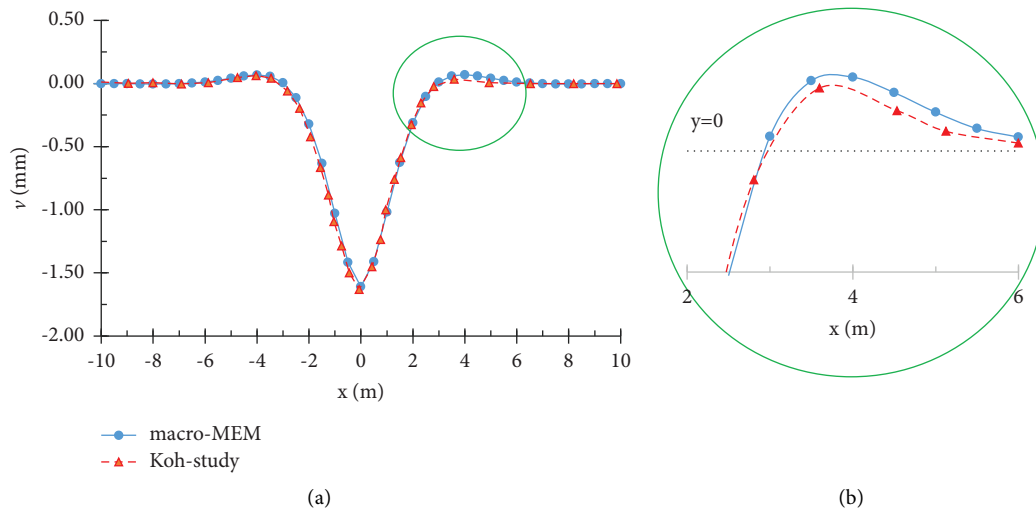 0.50
0.00
-0.50
-1.00
-1.50
-2.00
v (mm)
-10 -8 -6 -4 -2 0 2 4 6 8 10
x (m)
macro-MEM
Koh-study
(a)
y=0
2 4 6
x (m)
(b)